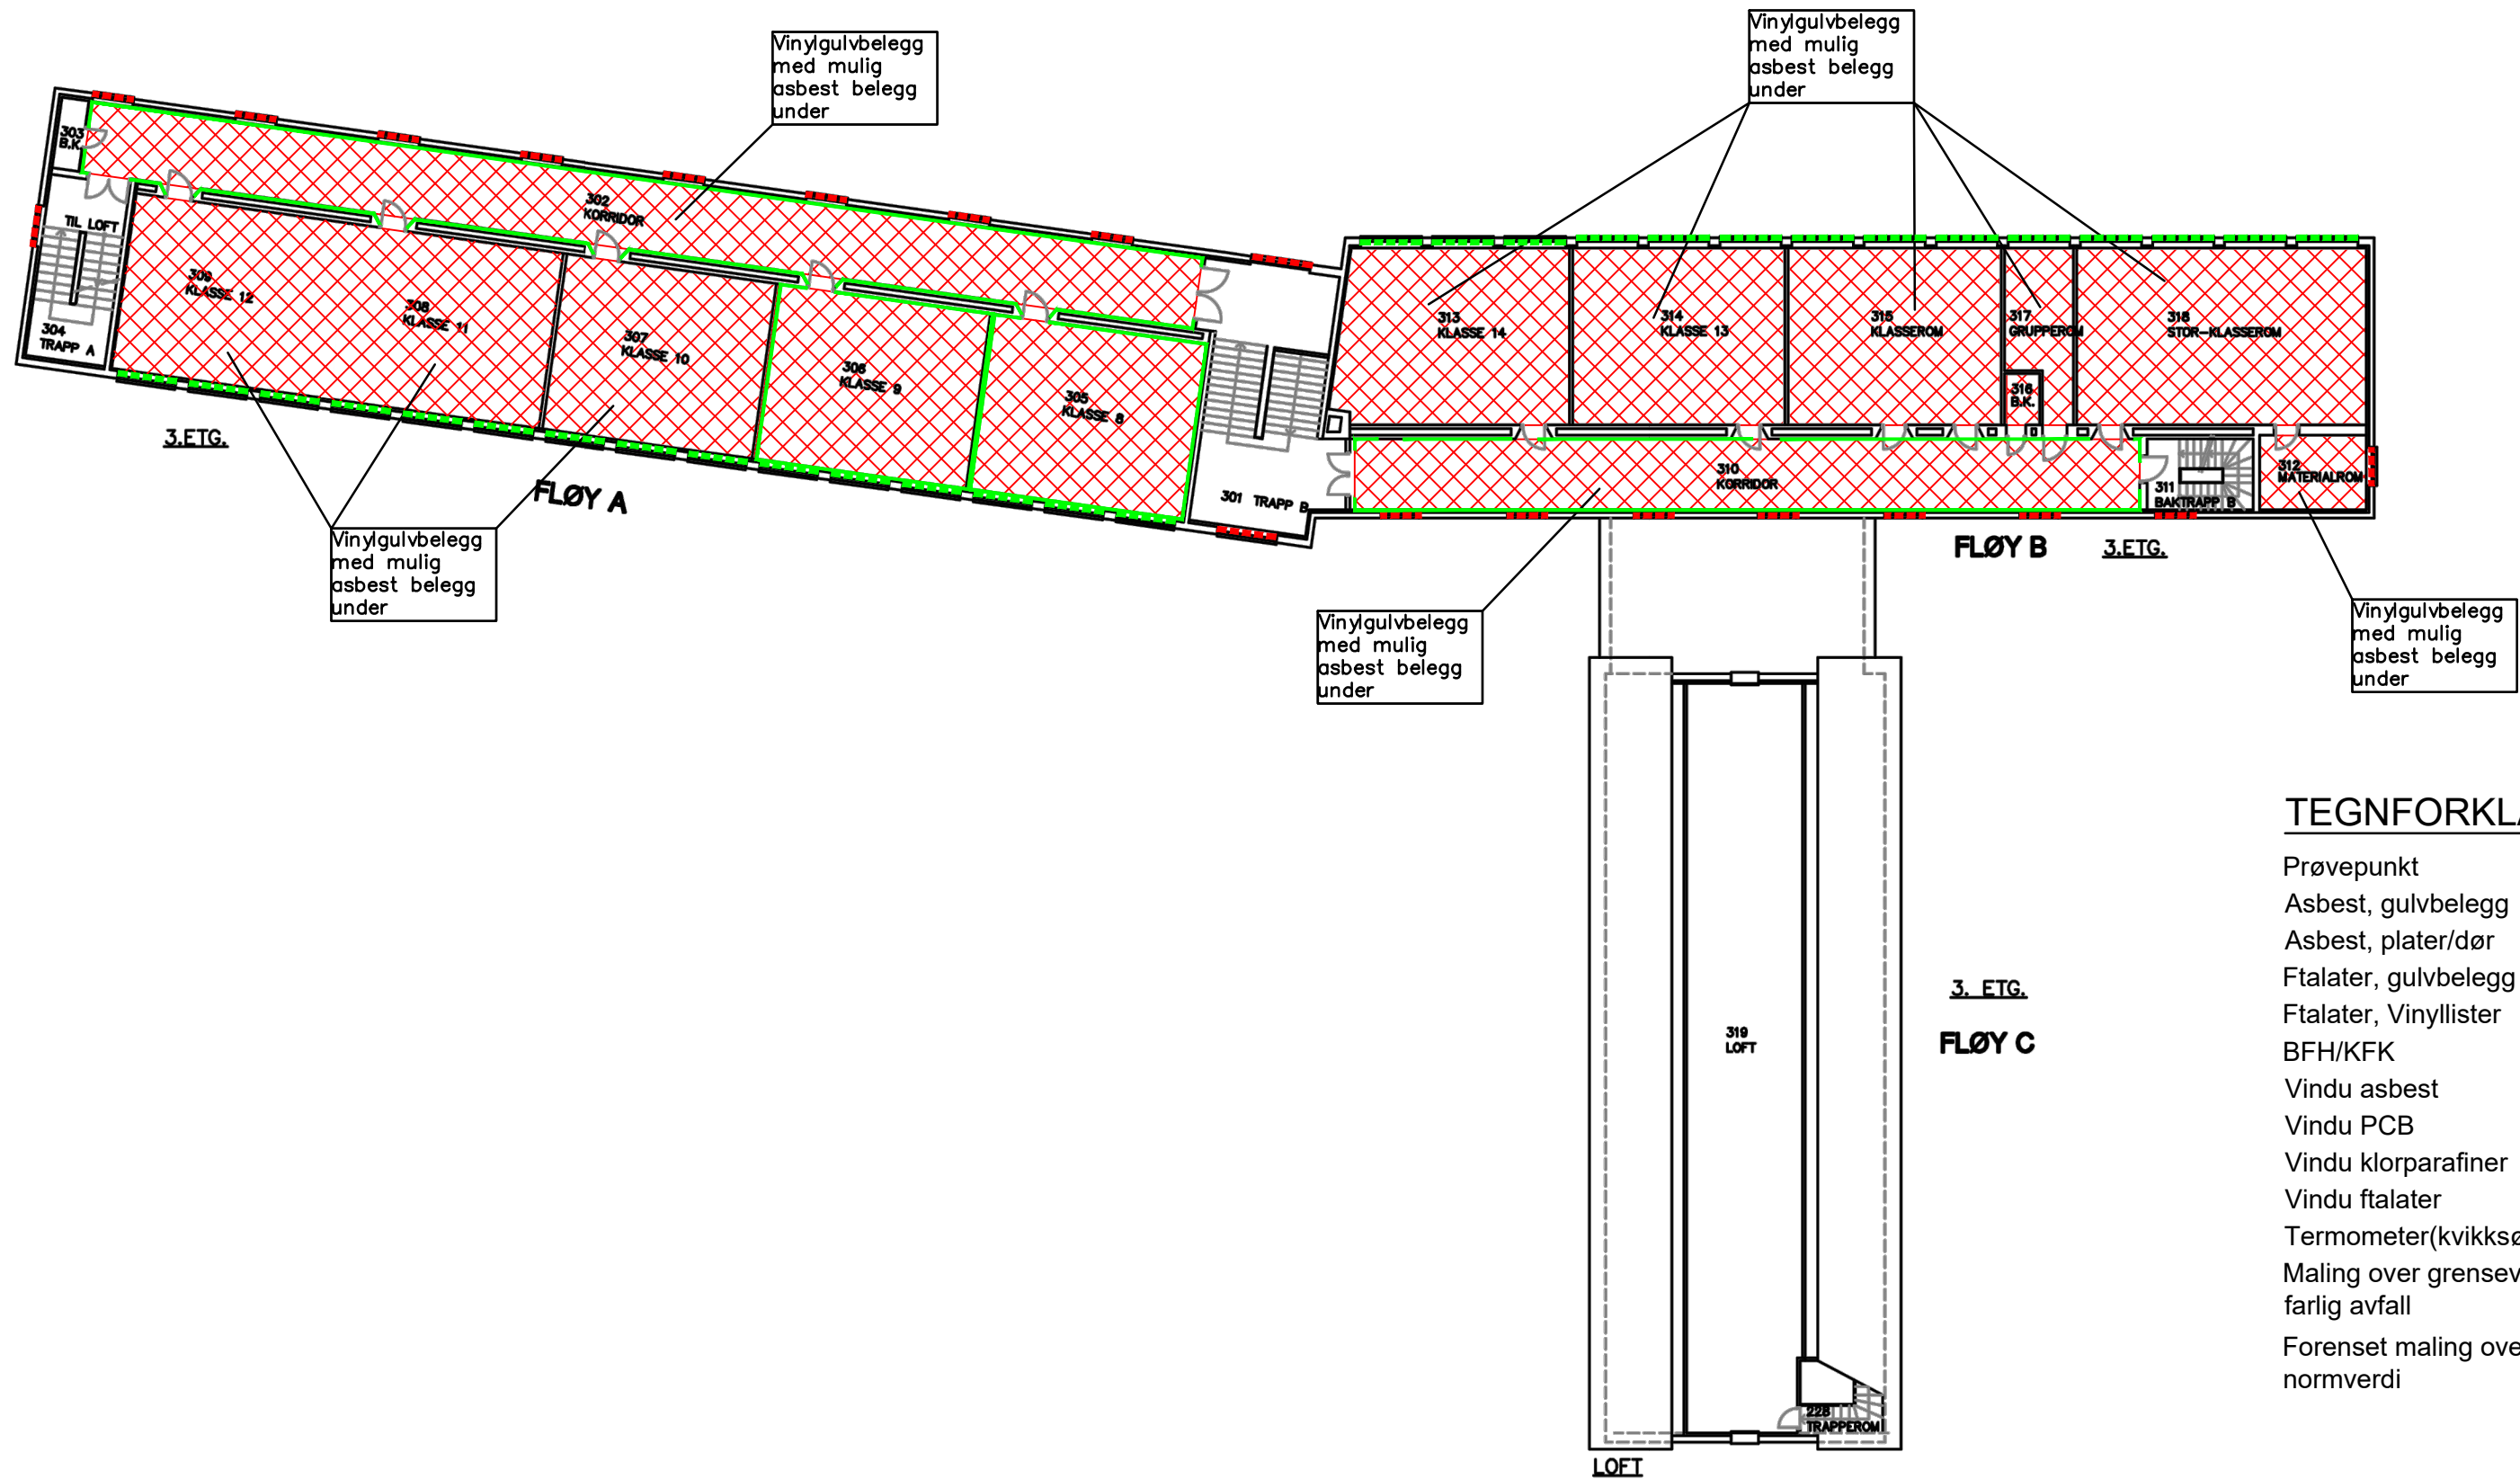 Vinylgulvbelegg
med mulig
asbest belegg
under
Vinylgulvbelegg
med mulig
asbest belegg
under
303
B.K.
302
KORRIDOR
TIL LOFT
309
KLASSE 12
308
KLASSE 11
307
KLASSE 10
306
KLASSE 9
305
KLASSE 8
304
TRAPP A
301 TRAPP B
3.ETG.
FLØY A
Vinylgulvbelegg
med mulig
asbest belegg
under
313
KLASSE 14
314
KLASSE 13
315
KLASSEROM
317
GRUPPEROM
318
STOR-KLASSEROM
316
B.K.
310
KORRIDOR
311
BAKTRAPP B
312
MATERIALROM
FLØY B
3.ETG.
Vinylgulvbelegg
med mulig
asbest belegg
under
Vinylgulvbelegg
med mulig
asbest belegg
under
319
LOFT
3. ETG.
FLØY C
228
TRAPPEROM
LOFT
TEGNFORKLA
Prøvepunkt
Asbest, gulvbelegg
Asbest, plater/dør
Ftalater, gulvbelegg
Ftalater, Vinyllister
BFH/KFK
Vindu asbest
Vindu PCB
Vindu klorparafiner
Vindu ftalater
Termometer(kvikksø
Maling over grensev
farlig avfall
Forenset maling ove
normverdi